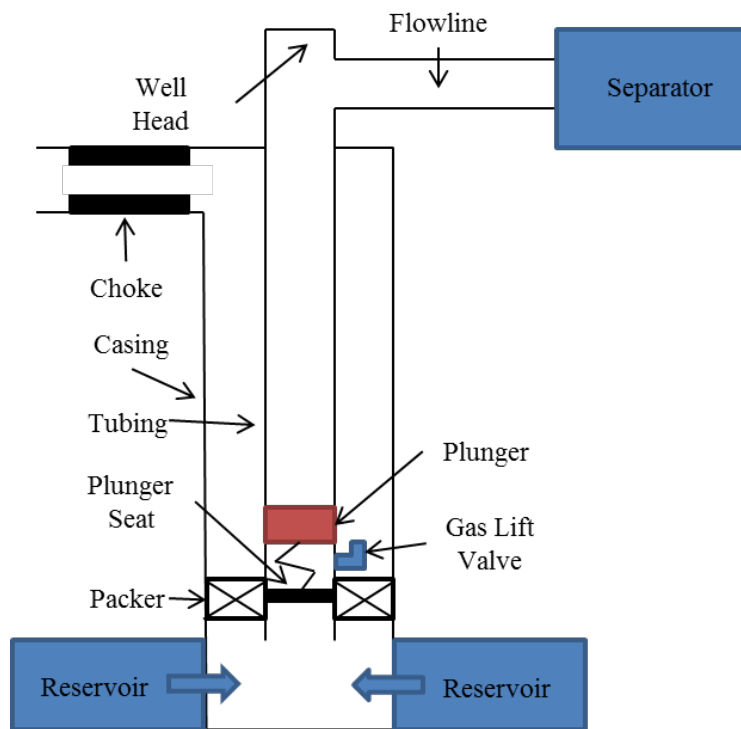 Flowline
Well
Head
Separator
Choke
Casing
Tubing
Plunger
Plunger
Seat
Gas Lift
Valve
Packer
Reservoir
Reservoir